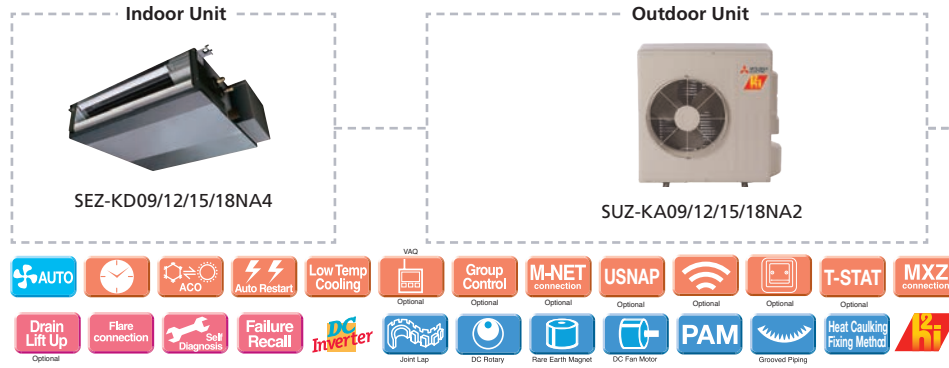 Indoor Unit
Outdoor Unit
MITSUBISHI
ELECTRIC
SEZ-KD09/12/15/18NA4
SUZ-KA09/12/15/18NA2
AUTO
ACO
Auto Restart
Low Temp
Cooling
VAQ
Optional
Group
Control
Optional
M-NET
connection
Optional
USNAP
Optional
Optional
Optional
T-STAT
Optional
MXZ
connection
Drain
Lift Up
Optional
Flare
connection
Self
Diagnosis
Failure
Recall
DC
Inverter
Joint Lap
DC Rotary
Rare Earth Magnet
DC Fan Motor
PAM
Grooved Piping
Heat Caulking
Fixing Method